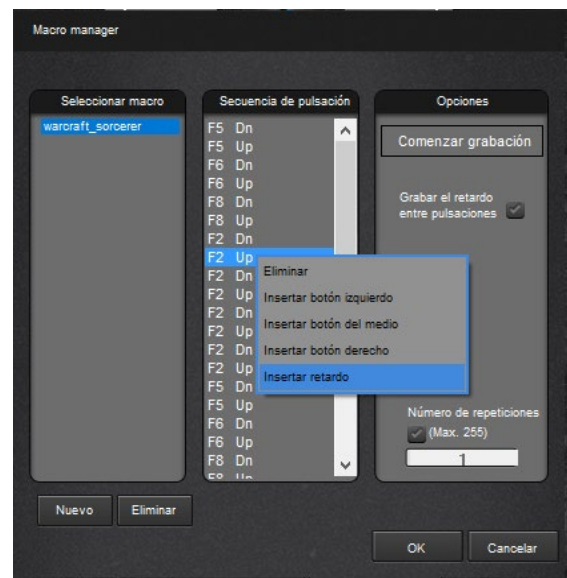 Macro manager
Seleccionar macro
warcraft_sorcerer
Nuevo
Eliminar
Secuencia de pulsación
F5 Dn
F5 Up
F6 Dn
F6 Up
F8 Dn
F8 Up
F2 Dn
F2 Up
F2 Dn
F2 Up
F2 Dn
F2 Up
F2 Dn
F2 Up
F5 Dn
F5 Up
F6 Dn
F6 Up
F8 Dn
F8 Up
Eliminar
Insertar botón izquierdo
Insertar botón del medio
Insertar botón derecho
Insertar retardo
Opciones
Comenzar grabación
Grabar el retardo
entre pulsaciones
Número de repeticiones
(Max. 255)
1
OK
Cancelar